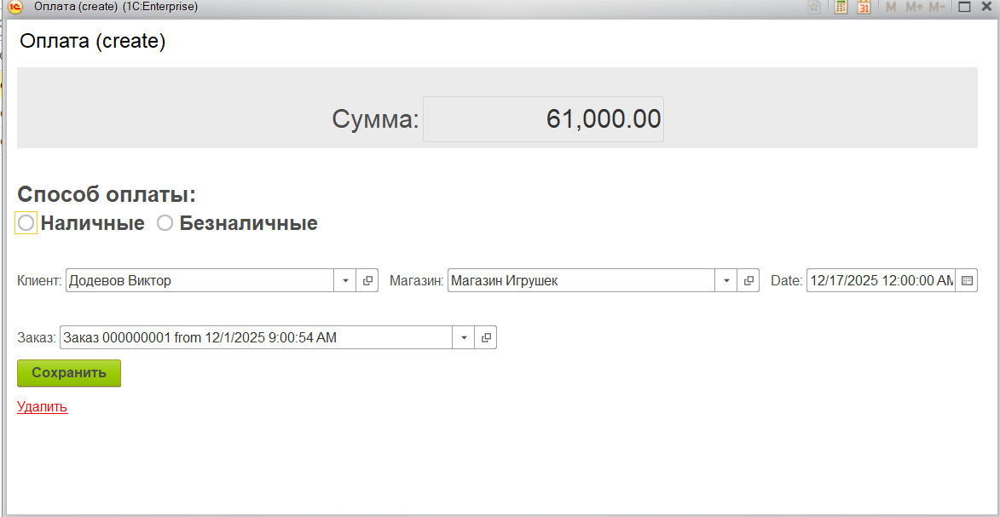 Оплата (create) (1C:Enterprise)
31 M M+ M-
Оплата (create)
Сумма: 61,000.00
Способ оплаты:
Наличные Безналичные
Клиент: Додевов Виктор Магазин: Магазин Игрушек Date: 12/17/2025 12:00:00 AM
Заказ: Заказ 000000001 from 12/1/2025 9:00:54 AM
Сохранить
Удалить